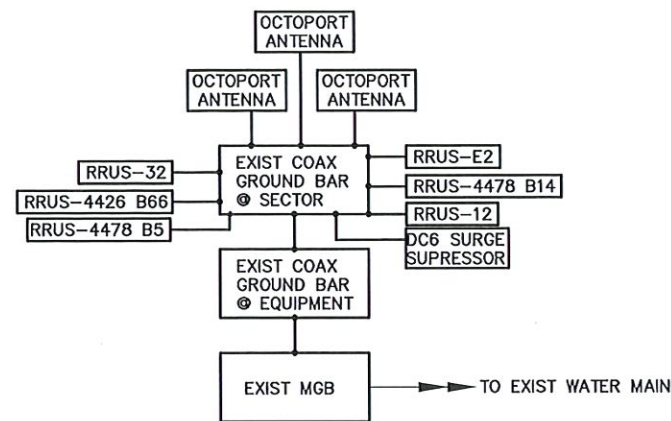 OCTOPORT
ANTENNA
OCTOPORT
ANTENNA
OCTOPORT
ANTENNA
EXIST COAX
GROUND BAR
@ SECTOR
RRUS-32
RRUS-4426 B66
RRUS-4478 B5
RRUS-E2
RRUS-4478 B14
RRUS-12
DC6 SURGE
SUPRESSOR
EXIST COAX
GROUND BAR
@ EQUIPMENT
EXIST MGB
TO EXIST WATER MAIN